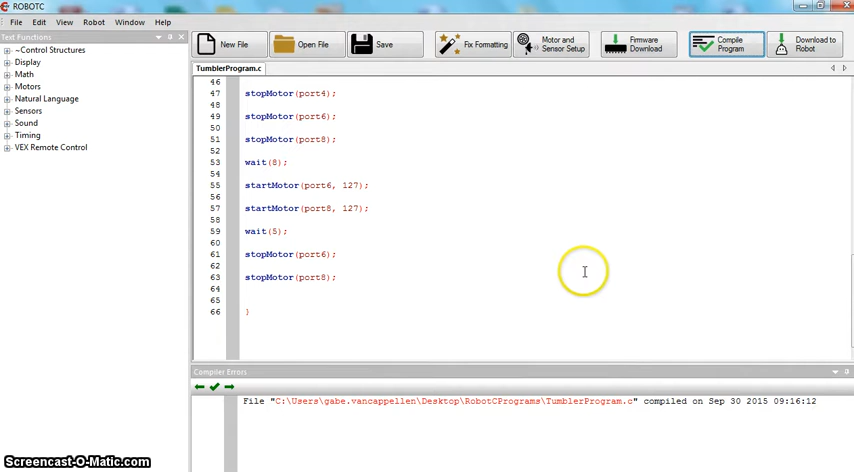 ROBOTC
File Edit View Robot Window Help
Text Functions
~Control Structures
Display
Math
Motors
Natural Language
Sensors
Sound
Timing
VEX Remote Control
New File
Open File
Save
Fix Formatting
Motor and
Sensor Setup
Firmware
Download
Compile
Program
Download to
Robot
TumblerProgram.c
46
47 stopMotor(port4);
48
49 stopMotor(port6);
50
51 stopMotor(port8);
52
53 wait(8);
54
55 startMotor(port6, 127);
56
57 startMotor(port8, 127);
58
59 wait(5);
60
61 stopMotor(port6);
62
63 stopMotor(port8);
64
65
66 }
Compiler Errors
File "C:\Users\gabe.vancappellen\Desktop\RobotCPrograms\TumblerProgram.c" compiled on Sep 30 2015 09:16:12
Screencast-O-Matic.com